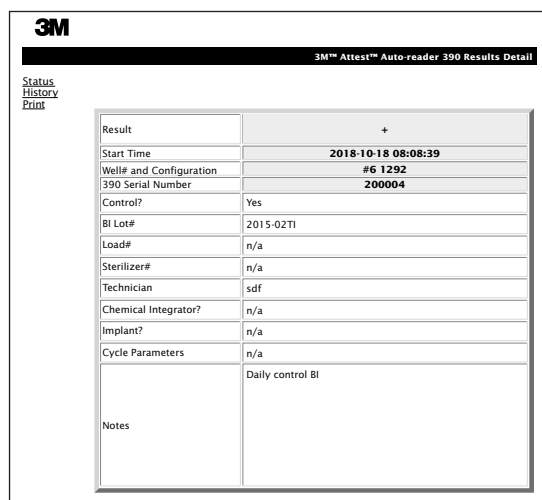 3M
3M™ Attest™ Auto-reader 390 Results Detail
Status
History
Print
Result +
Start Time 2018-10-18 08:08:39
Well# and Configuration #6 1292
390 Serial Number 200004
Control? Yes
BI Lot# 2015-02TI
Load# n/a
Sterilizer# n/a
Technician sdf
Chemical Integrator? n/a
Implant? n/a
Cycle Parameters n/a
Notes Daily control BI